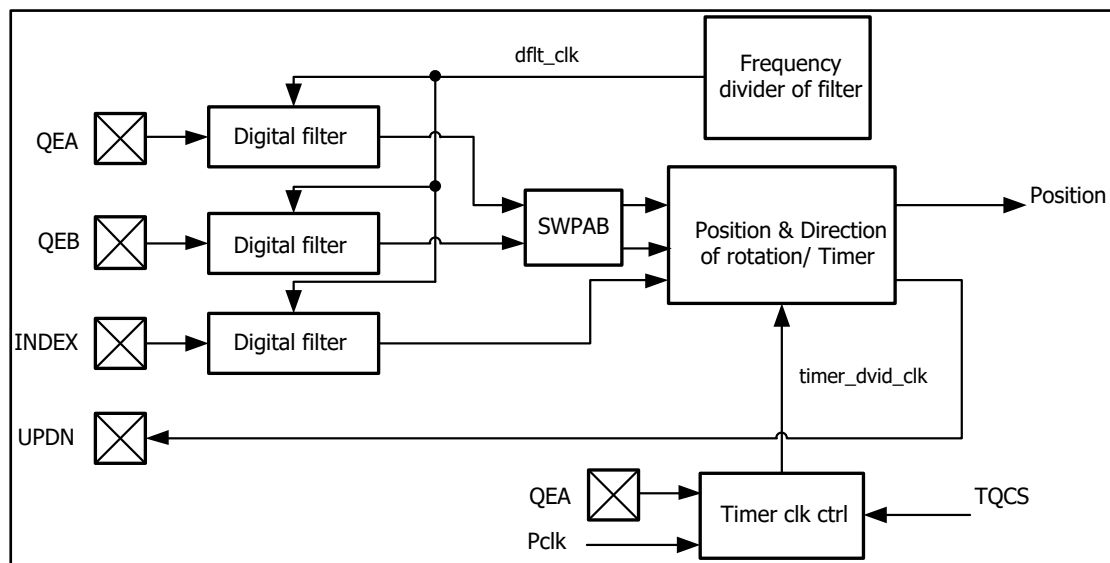 dflt_clk
Frequency
divider of filter
QEA
Digital filter
QEB
Digital filter
SWPAB
Position & Direction
of rotation/ Timer
Position
INDEX
Digital filter
timer_dvid_clk
UPDN
QEA
Timer clk ctrl
TQCS
Pclk